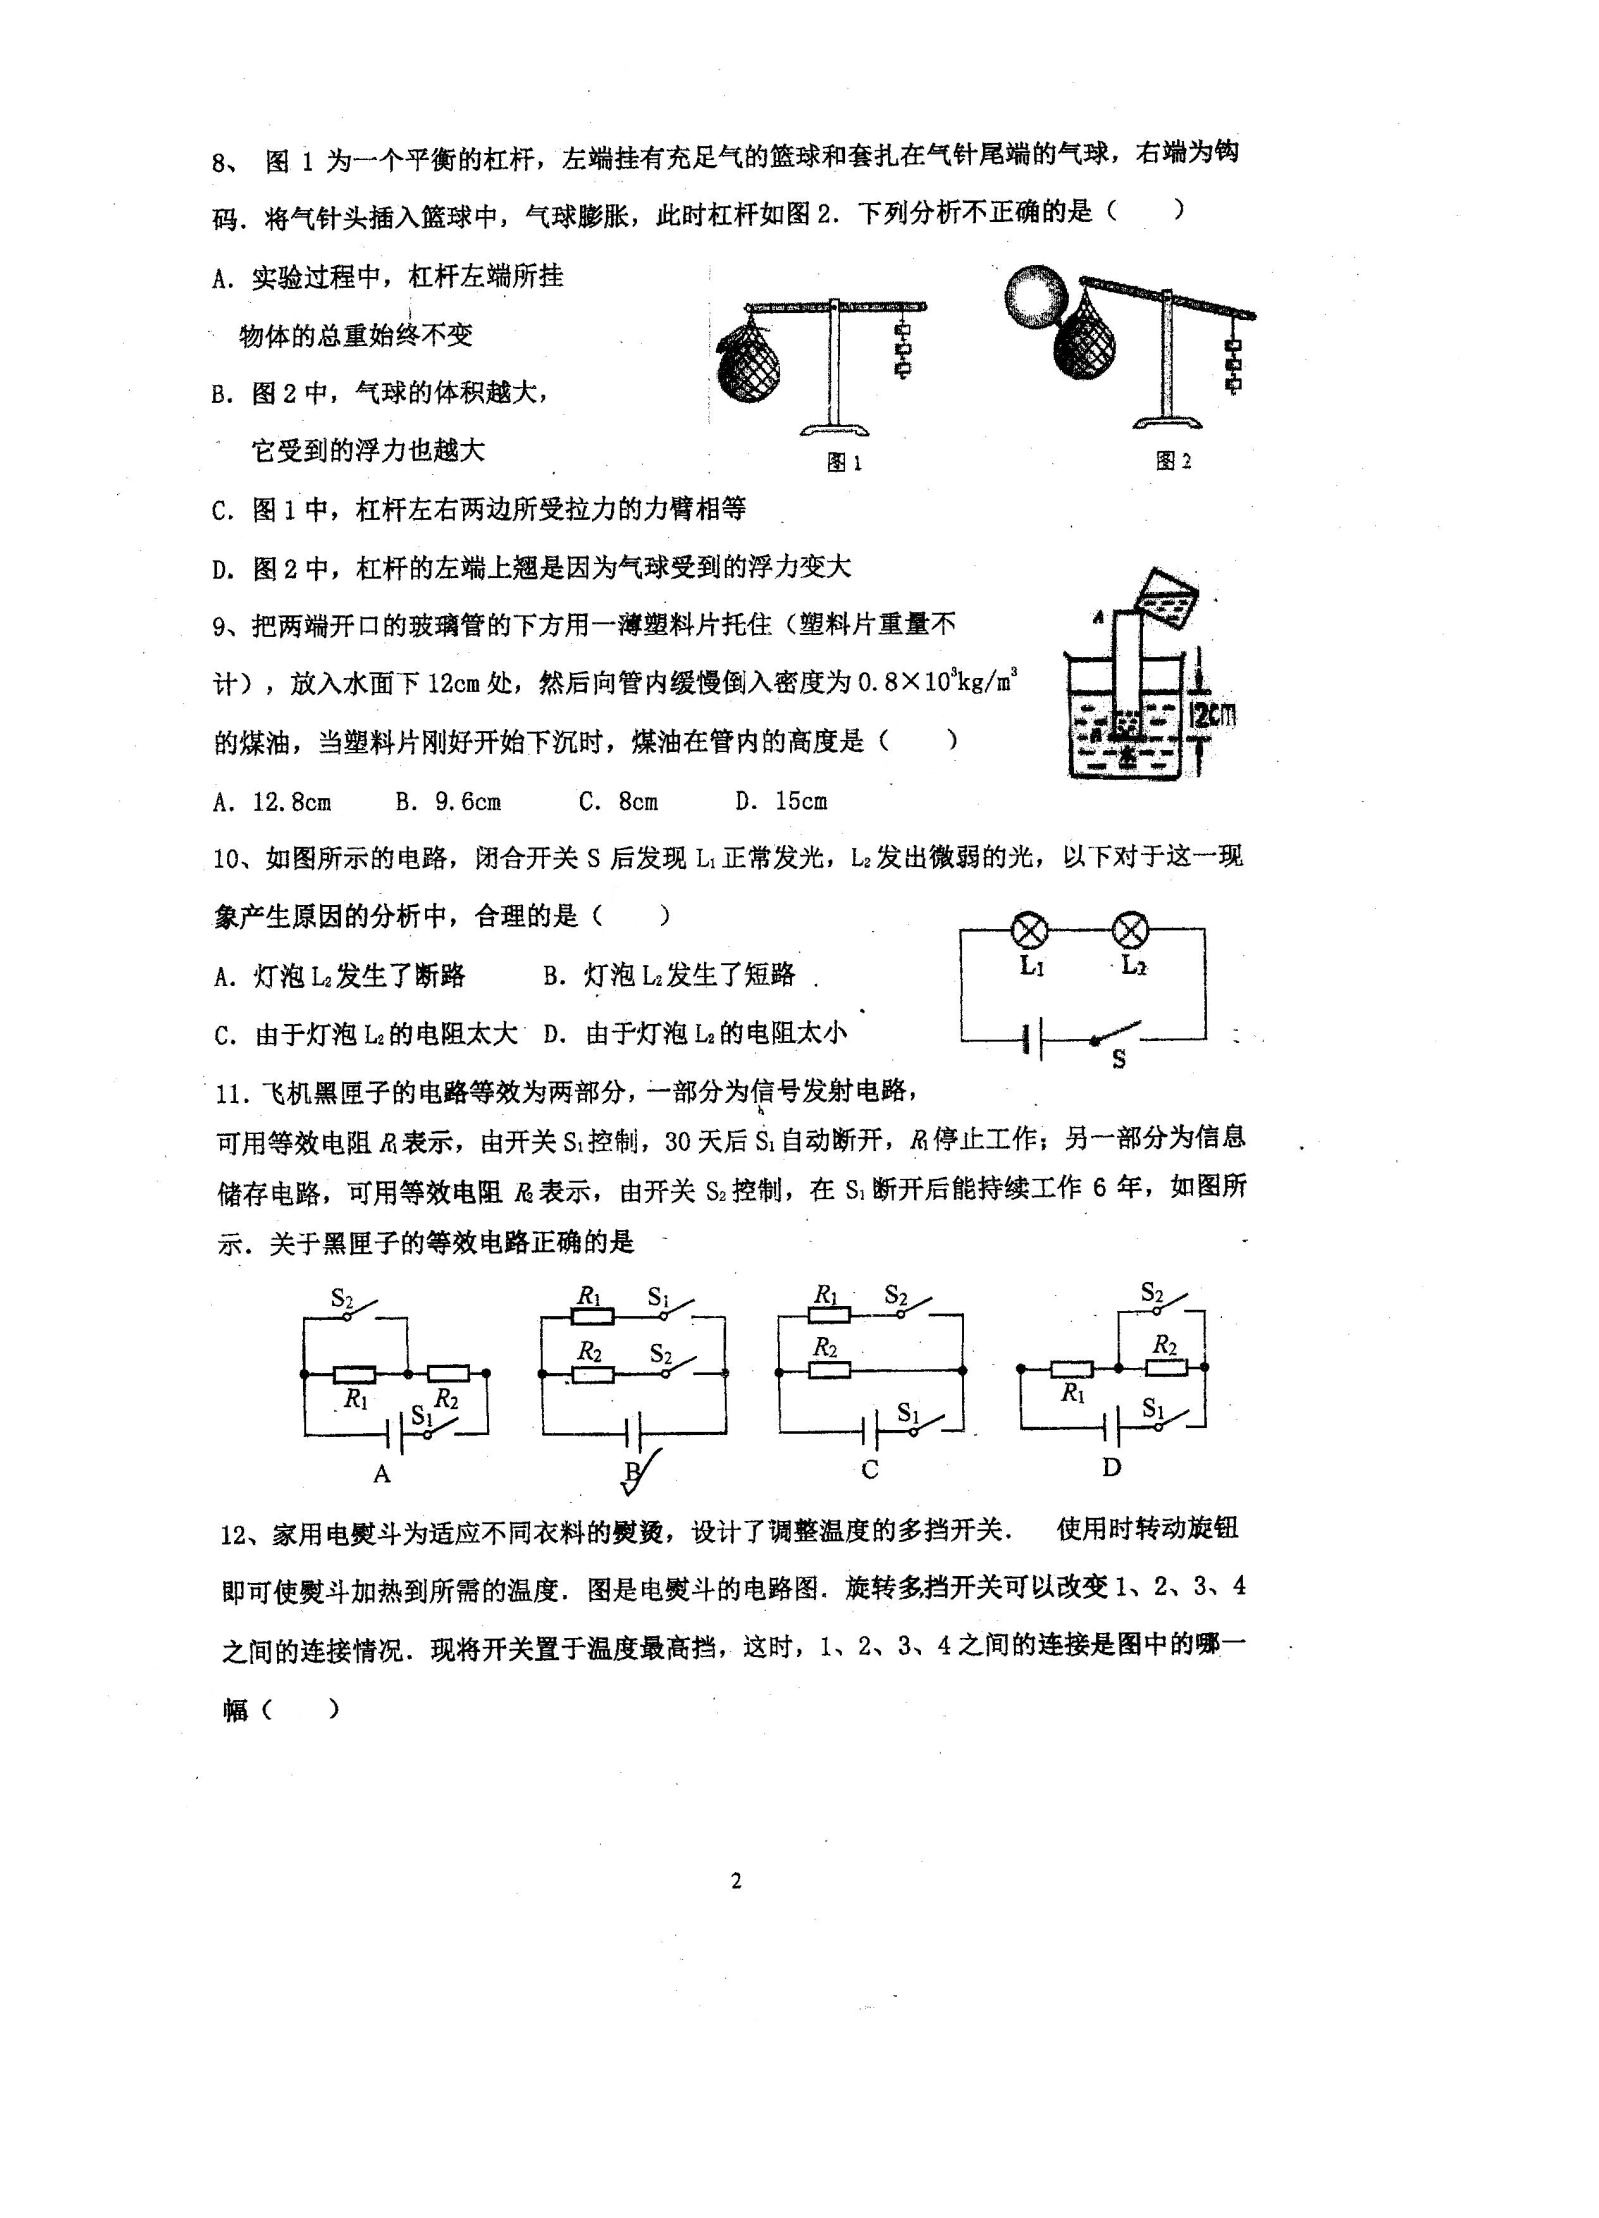 8、 图 1 为一个平衡的杠杆，左端挂有充足气的篮球和套扎在气针尾端的气球，右端为钩
码．将气针头插入篮球中，气球膨胀，此时杠杆如图 2．下列分析不正确的是（　　）
A．实验过程中，杠杆左端所挂
物体的总重始终不变
B．图 2 中，气球的体积越大，
它受到的浮力也越大
图 1
图 2
C．图 1 中，杠杆左右两边所受拉力的力臂相等
D．图 2 中，杠杆的左端上翘是因为气球受到的浮力变大
9、把两端开口的玻璃管的下方用一薄塑料片托住（塑料片重量不
计），放入水面下 12cm 处，然后向管内缓慢倒入密度为 0.8×10³kg/m³
的煤油，当塑料片刚好开始下沉时，煤油在管内的高度是（　　）
A
12cm
水
A．12.8cm B．9.6cm C．8cm D．15cm
10、如图所示的电路，闭合开关 S 后发现 L₁ 正常发光，L₂ 发出微弱的光，以下对于这一现
象产生原因的分析中，合理的是（　　）
A．灯泡 L₂ 发生了断路 B．灯泡 L₂ 发生了短路
C．由于灯泡 L₂ 的电阻太大 D．由于灯泡 L₂ 的电阻太小
L₁ L₂
S
11．飞机黑匣子的电路等效为两部分，一部分为信号发射电路，
可用等效电阻 R₁ 表示，由开关 S₁ 控制，30 天后 S₁ 自动断开，R₁ 停止工作；另一部分为信息
储存电路，可用等效电阻 R₂ 表示，由开关 S₂ 控制，在 S₁ 断开后能持续工作 6 年，如图所
示．关于黑匣子的等效电路正确的是
S₂ R₁ S₁ R₁ S₂ S₂
R₂ S₂ R₂ R₂
R₁ R₂ R₁
S₁ S₁ S₁
A B C D
12、家用电熨斗为适应不同衣料的熨烫，设计了调整温度的多挡开关． 使用时转动旋钮
即可使熨斗加热到所需的温度．图是电熨斗的电路图．旋转多挡开关可以改变 1、2、3、4
之间的连接情况．现将开关置于温度最高挡，这时，1、2、3、4 之间的连接是图中的哪一
幅（　　）
2